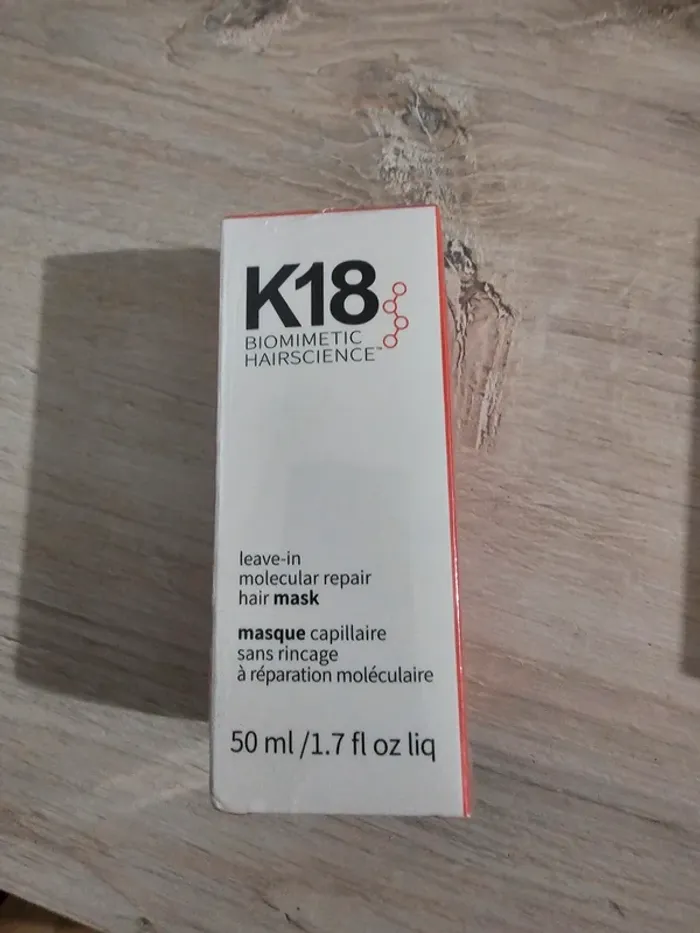 K18
BIOMIMETIC
HAIRSCIENCE™
leave-in
molecular repair
hair mask
masque capillaire
sans rincage
à réparation moléculaire
50 ml /1.7 fl oz liq